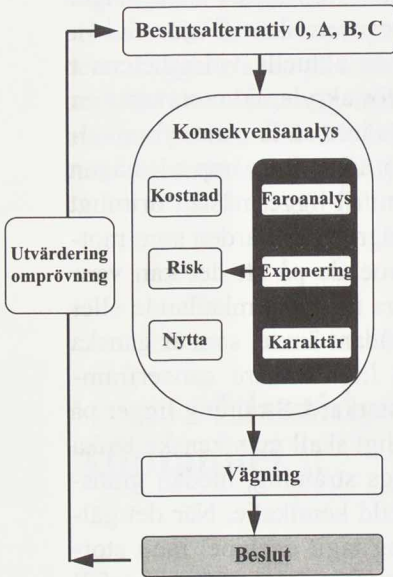 Beslutsalternativ 0, A, B, C
Konsekvensanalys
Kostnad
Faroanalys
Utvärdering
omprövning
Risk
Exponering
Nytta
Karaktär
Vägning
Beslut